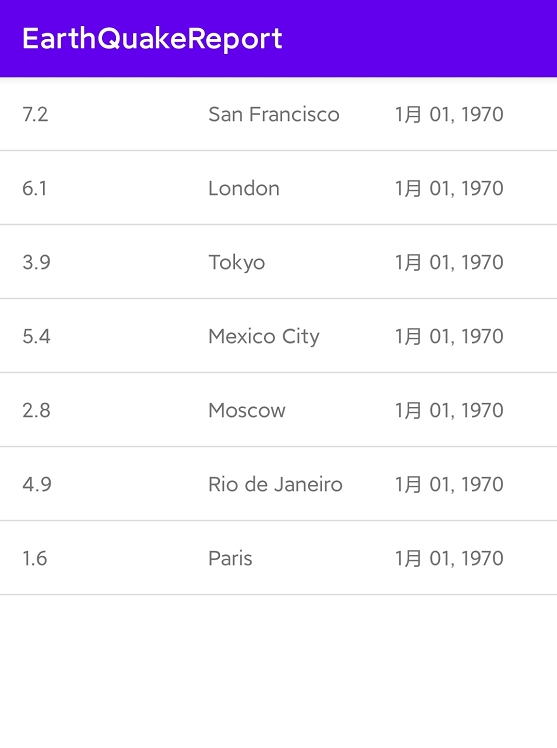 EarthQuakeReport
7.2 San Francisco 1月 01, 1970
6.1 London 1月 01, 1970
3.9 Tokyo 1月 01, 1970
5.4 Mexico City 1月 01, 1970
2.8 Moscow 1月 01, 1970
4.9 Rio de Janeiro 1月 01, 1970
1.6 Paris 1月 01, 1970